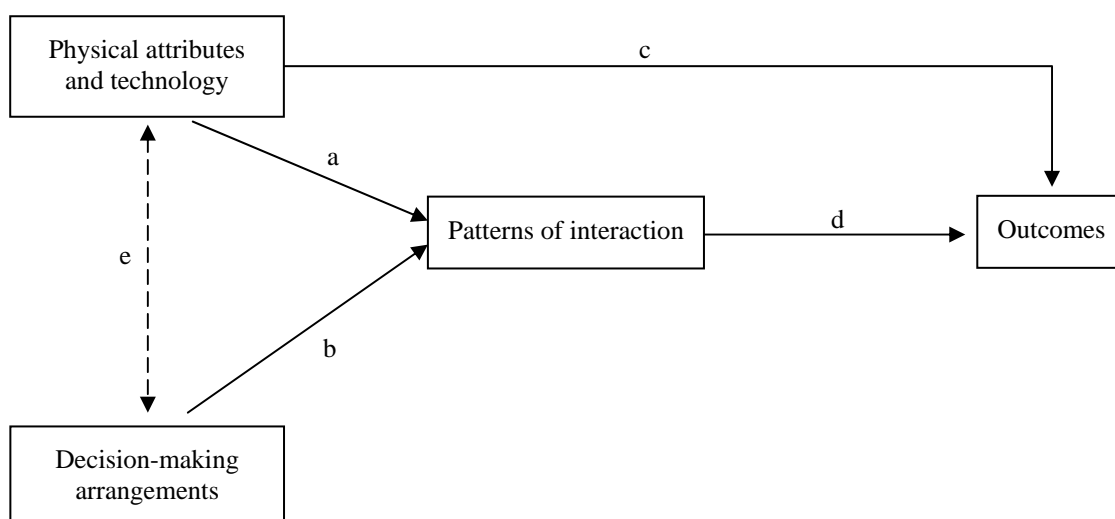 Physical attributes
and technology
c
a
Patterns of interaction
d
Outcomes
e
b
Decision-making
arrangements